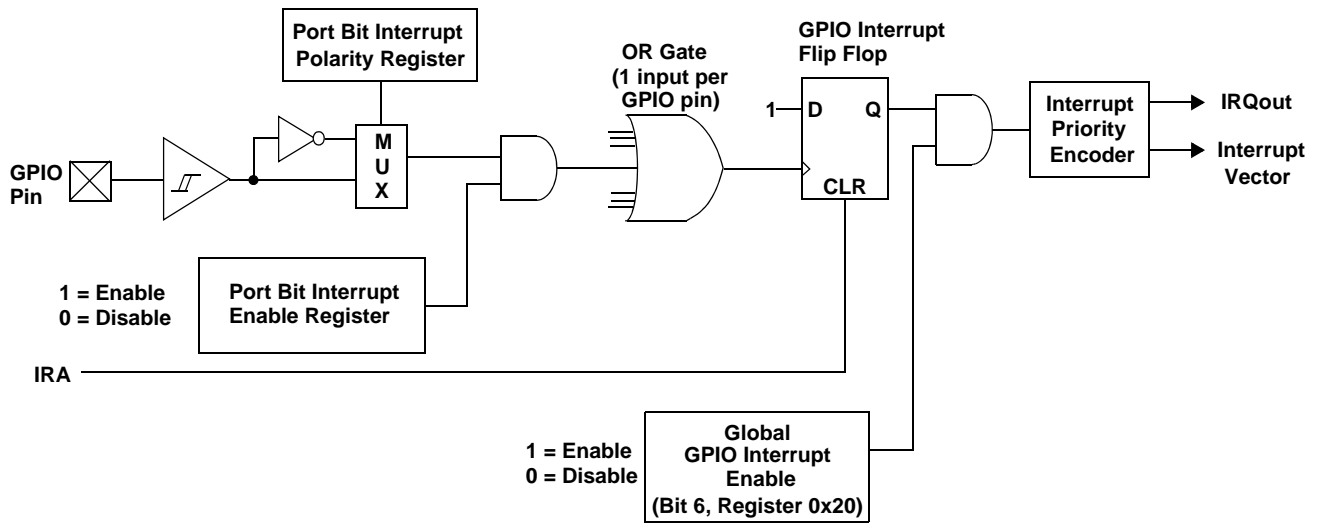 Port Bit Interrupt
Polarity Register
OR Gate
(1 input per
GPIO pin)
GPIO Interrupt
Flip Flop
GPIO
Pin
M
U
X
1
D
Q
CLR
Interrupt
Priority
Encoder
IRQout
Interrupt
Vector
1 = Enable
0 = Disable
Port Bit Interrupt
Enable Register
IRA
1 = Enable
0 = Disable
Global
GPIO Interrupt
Enable
(Bit 6, Register 0x20)